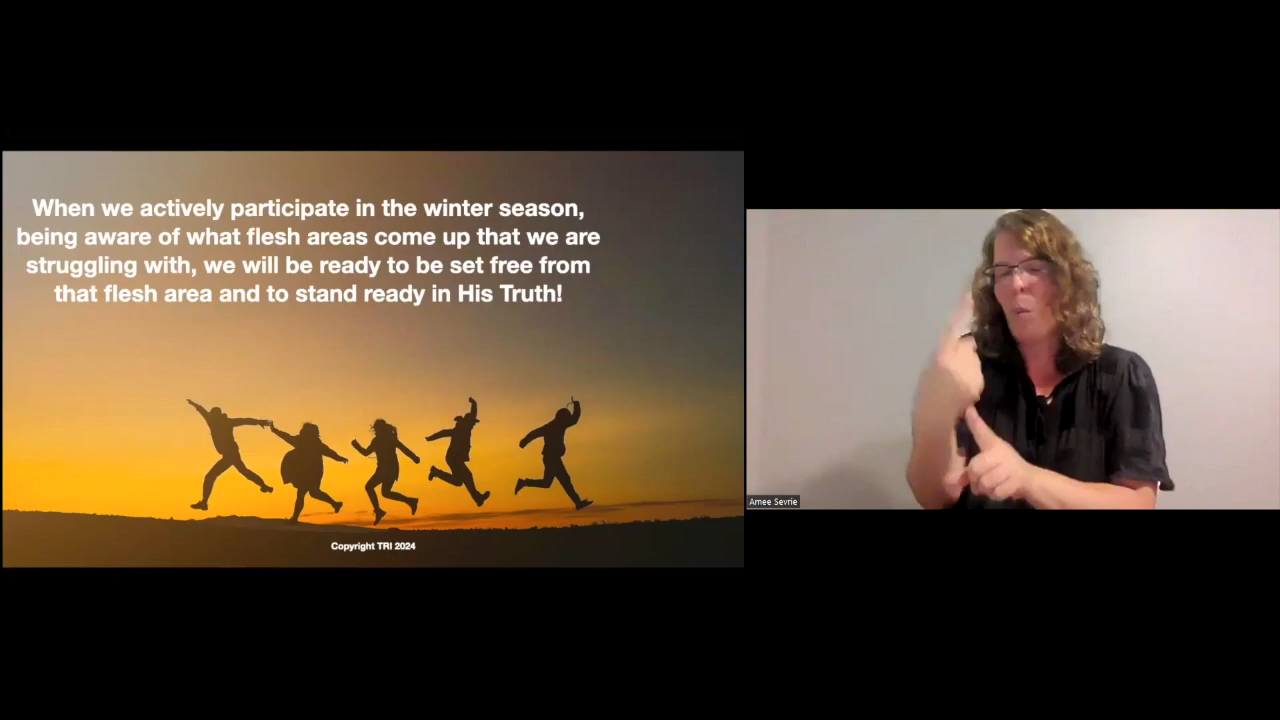 When we actively participate in the winter season,
being aware of what flesh areas come up that we are
struggling with, we will be ready to be set free from
that flesh area and to stand ready in His Truth!
Copyright TRI 2024
Amee Sevrie